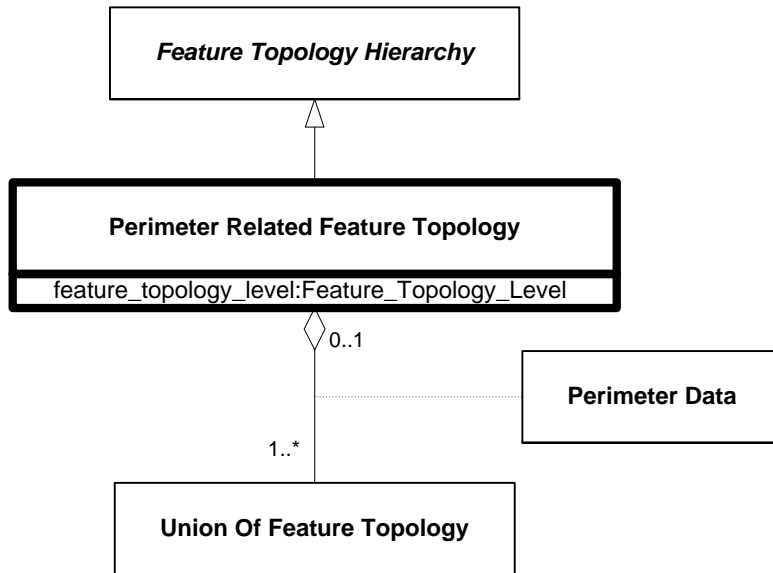 Feature Topology Hierarchy
Perimeter Related Feature Topology
feature_topology_level:Feature_Topology_Level
0..1
Perimeter Data
1..*
Union Of Feature Topology